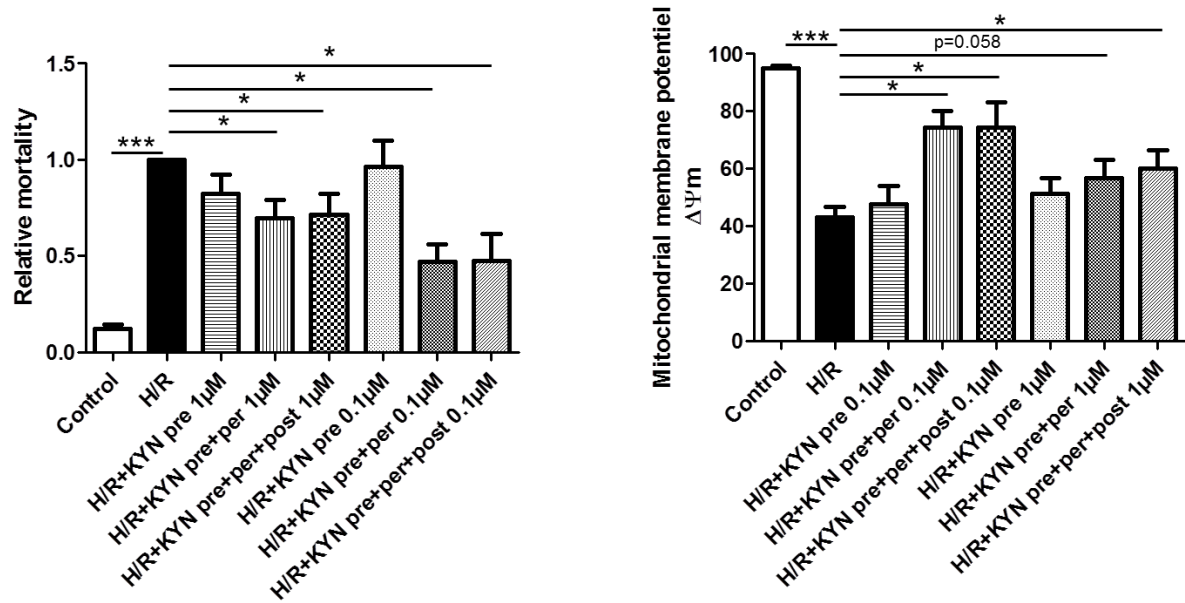 ***
*
*
*
*
Relative mortality
1.5
1.0
0.5
0.0
Control
H/R
H/R+KYN pre 1µM
H/R+KYN pre+per 1µM
H/R+KYN pre+per+post 1µM
H/R+KYN pre 0.1µM
H/R+KYN pre+per 0.1µM
H/R+KYN pre+per+post 0.1µM
***
*
p=0.058
*
*
Mitochondrial membrane potentiel
ΔΨm
100
80
60
40
20
0
Control
H/R
H/R+KYN pre 0.1µM
H/R+KYN pre+per 0.1µM
H/R+KYN pre+per+post 0.1µM
H/R+KYN pre 1µM
H/R+KYN pre+per 1µM
H/R+KYN pre+per+post 1µM